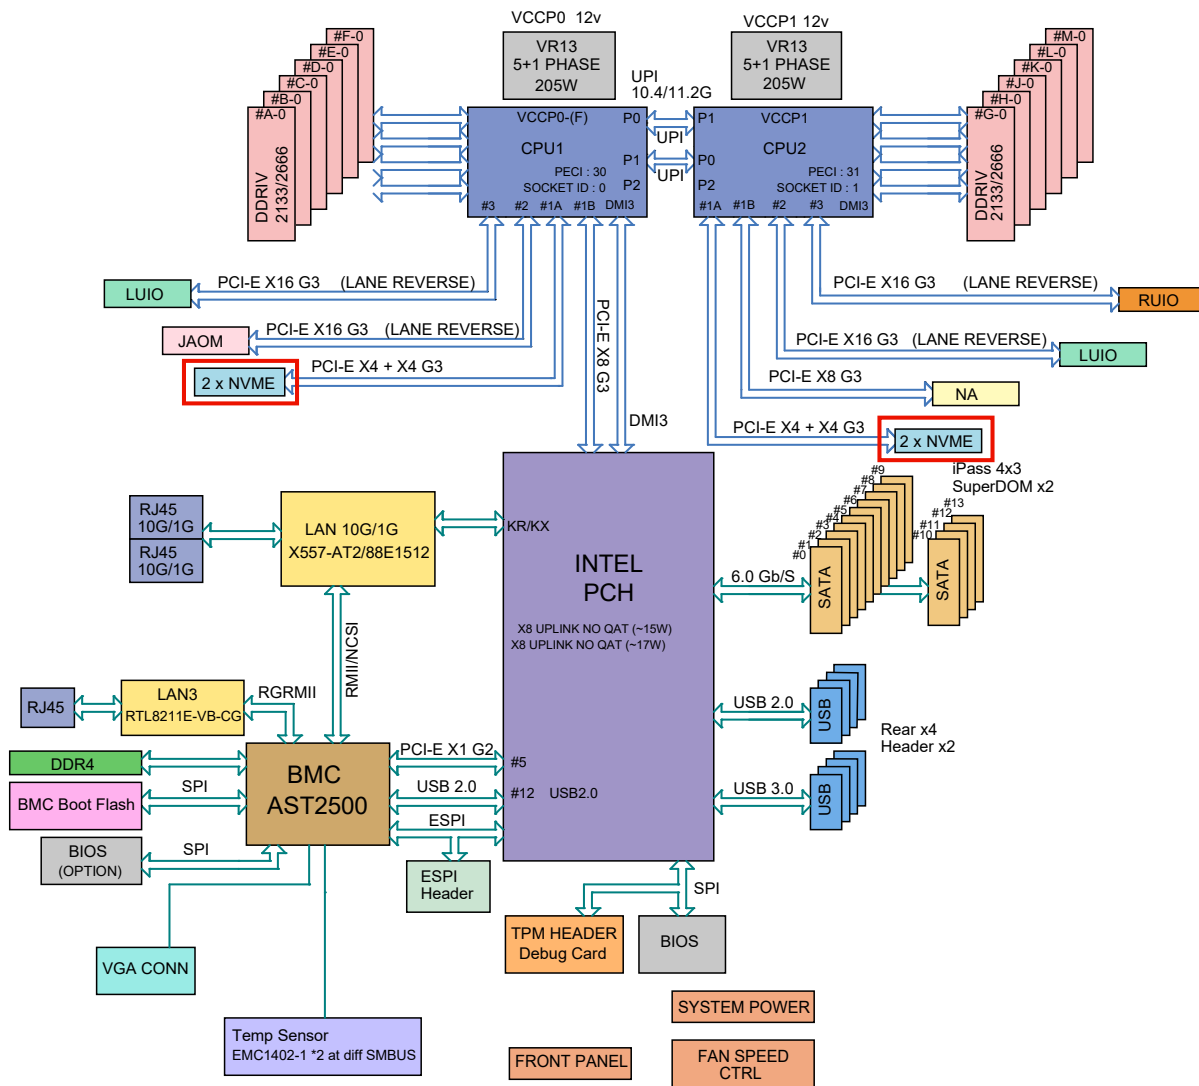 VCCP0 12v
VCCP1 12v
VR13
5+1 PHASE
205W
VR13
5+1 PHASE
205W
#F-0
#E-0
#D-0
#C-0
#B-0
#A-0
DDRIV
2133/2666
UPI
10.4/11.2G
VCCP0-(F)
P0
CPU1
P1
PECI : 30
SOCKET ID : 0
P2
#3
#2
#1A
#1B
DMI3
UPI
UPI
P1
VCCP1
P0
CPU2
P2
PECI : 31
SOCKET ID : 1
#1A
#1B
#2
#3
DMI3
#M-0
#L-0
#K-0
#J-0
#H-0
#G-0
DDRIV
2133/2666
LUIO
PCI-E X16 G3 (LANE REVERSE)
JAOM
PCI-E X16 G3 (LANE REVERSE)
2 x NVME
PCI-E X4 + X4 G3
PCI-E X8 G3
DMI3
PCI-E X16 G3 (LANE REVERSE)
RUIO
PCI-E X16 G3 (LANE REVERSE)
LUIO
PCI-E X8 G3
NA
PCI-E X4 + X4 G3
2 x NVME
iPass 4x3
SuperDOM x2
RJ45
10G/1G
RJ45
10G/1G
LAN 10G/1G
X557-AT2/88E1512
KR/KX
INTEL
PCH
X8 UPLINK NO QAT (~15W)
X8 UPLINK NO QAT (~17W)
6.0 Gb/S
#0
#1
#2
#3
#4
#5
#6
#7
#8
#9
SATA
#10
#11
#12
#13
SATA
RMII/NCSI
RJ45
LAN3
RTL8211E-VB-CG
RGRMII
USB 2.0
USB
Rear x4
Header x2
USB 3.0
USB
DDR4
BMC Boot Flash
SPI
BIOS
(OPTION)
SPI
BMC
AST2500
PCI-E X1 G2
#5
USB 2.0
#12 USB2.0
ESPI
ESPI
Header
SPI
TPM HEADER
Debug Card
BIOS
VGA CONN
Temp Sensor
EMC1402-1 *2 at diff SMBUS
SYSTEM POWER
FRONT PANEL
FAN SPEED
CTRL